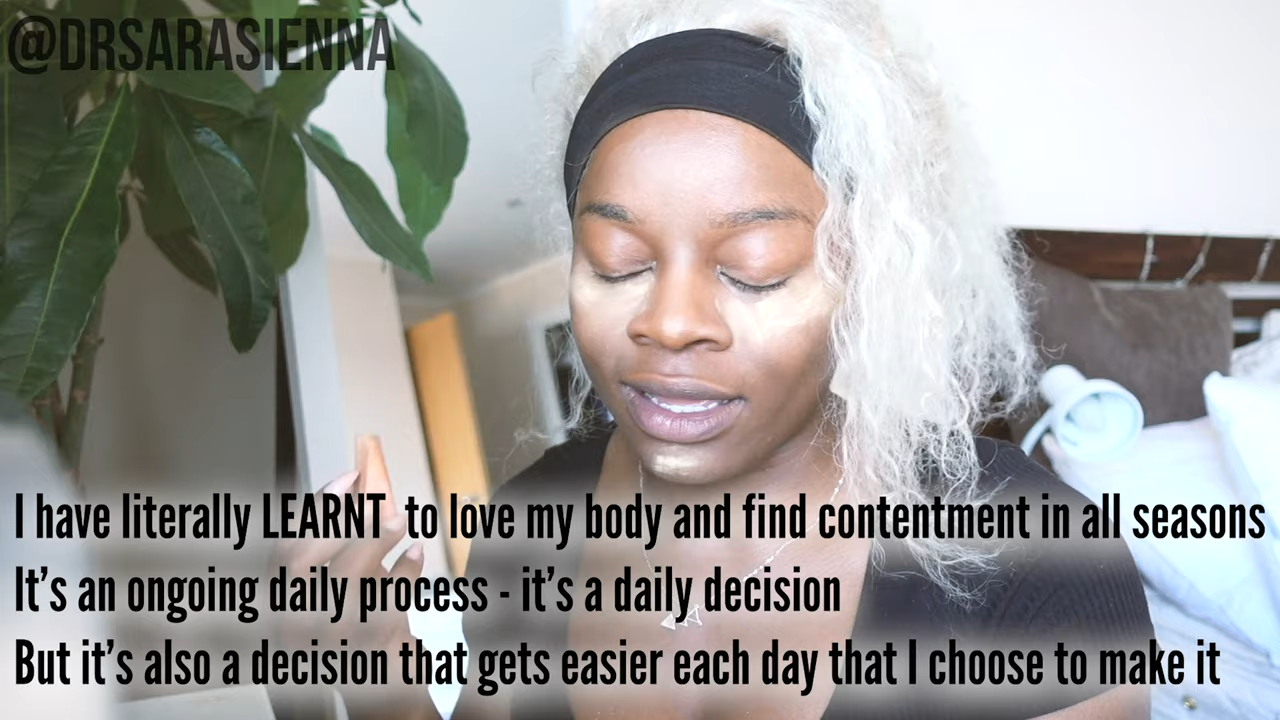 @DRSARASIENNA
I have literally LEARNT to love my body and find contentment in all seasons
It's an ongoing daily process - it's a daily decision
But it's also a decision that gets easier each day that I choose to make it